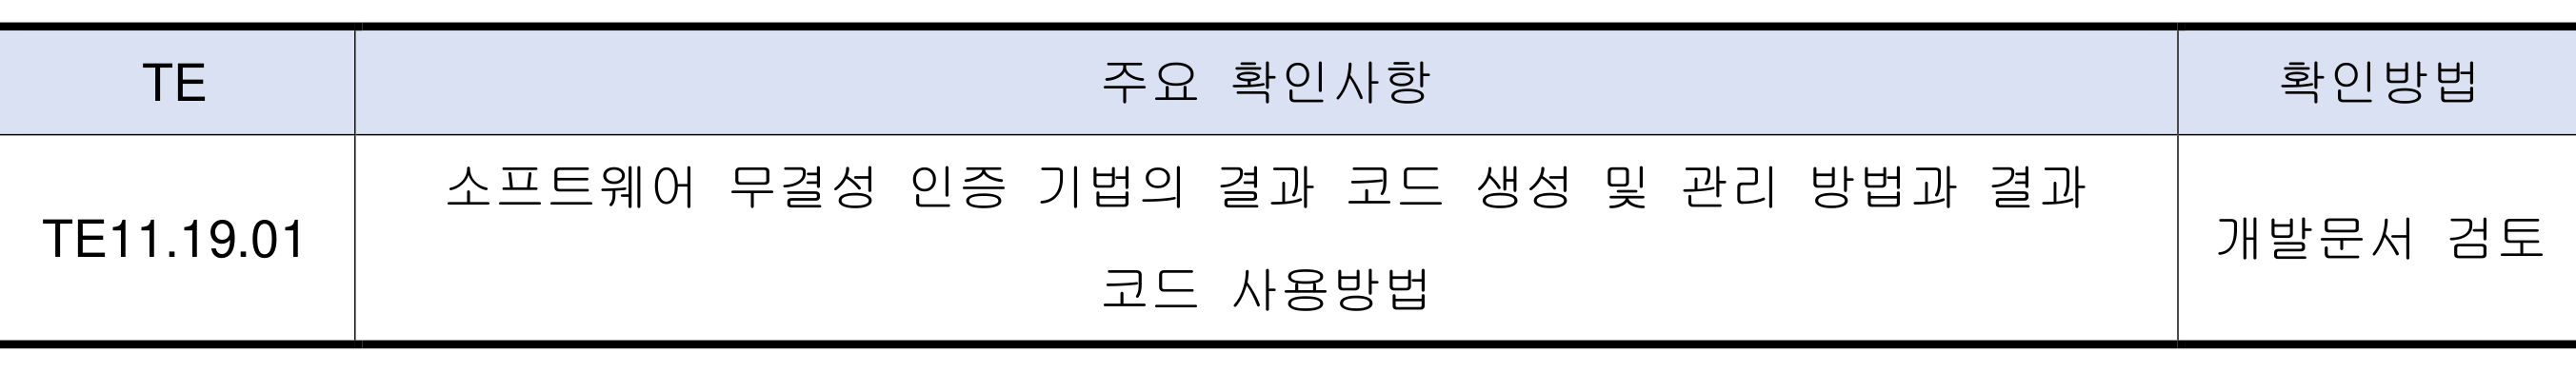 TE 주요 확인사항 확인방법
소프트웨어 무결성 인증 기법의 결과 코드 생성 및 관리 방법과 결과
TE11.19.01 개발문서 검토
코드 사용방법